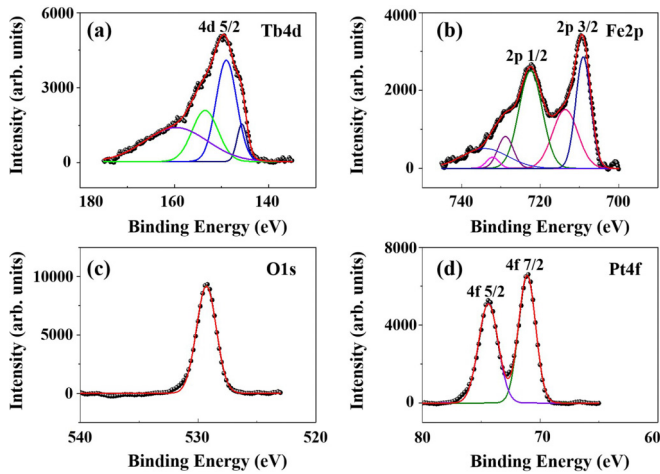 (a) 4d 5/2 Tb4d
6000
3000
0
180 160 140
Binding Energy (eV)
Intensity (arb. units)
(b) 2p 1/2 2p 3/2 Fe2p
4000
2000
0
740 720 700
Binding Energy (eV)
Intensity (arb. units)
(c) O1s
10000
5000
0
540 530 520
Binding Energy (eV)
Intensity (arb. units)
(d) 4f 5/2 4f 7/2 Pt4f
8000
4000
0
80 70 60
Binding Energy (eV)
Intensity (arb. units)